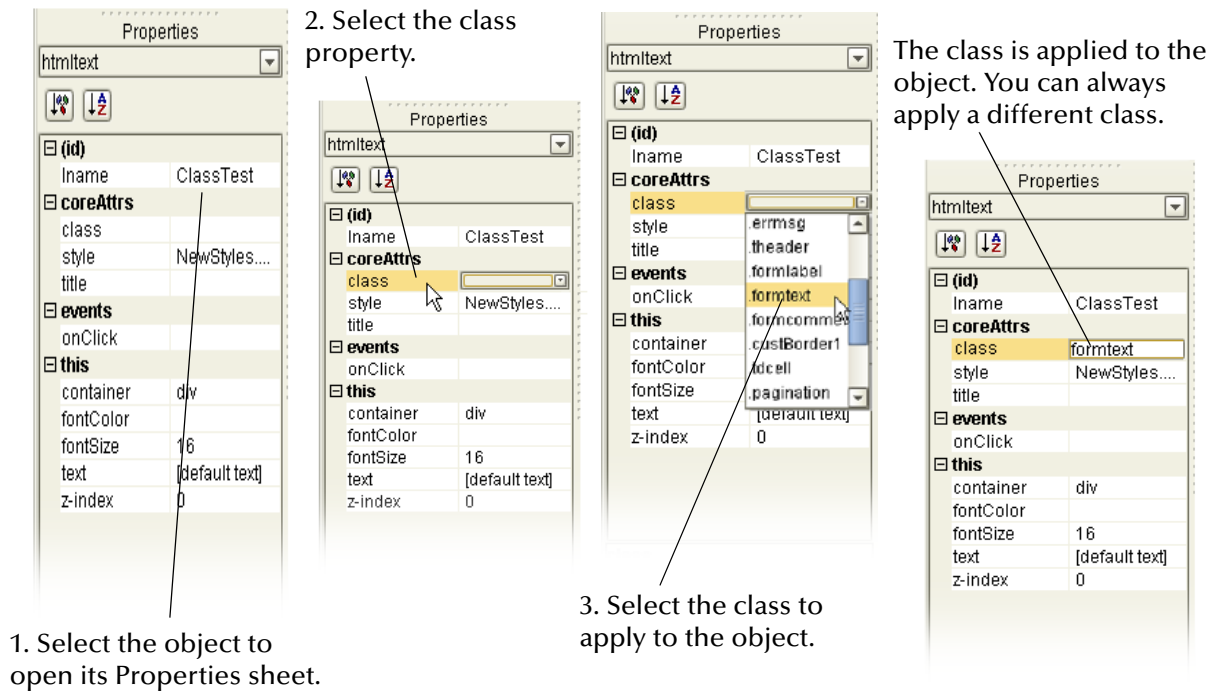 Properties
htmltext
(id)
lname ClassTest
coreAttrs
class
style NewStyles....
title
events
onClick
this
container div
fontColor
fontSize 16
text [default text]
z-index 0
1. Select the object to
open its Properties sheet.
2. Select the class
property.
Properties
htmltext
(id)
lname ClassTest
coreAttrs
class
style NewStyles....
title
events
onClick
this
container div
fontColor
fontSize 16
text [default text]
z-index 0
Properties
htmltext
(id)
lname ClassTest
coreAttrs
class
style
title
events
onClick
this
container
fontColor
fontSize
text [default text]
z-index 0
.errmsg
.theader
.formlabel
.formtext
.custBorder1
.tdcell
.pagination
3. Select the class to
apply to the object.
The class is applied to the
object. You can always
apply a different class.
Properties
htmltext
(id)
lname ClassTest
coreAttrs
class formtext
style NewStyles....
title
events
onClick
this
container div
fontColor
fontSize 16
text [default text]
z-index 0